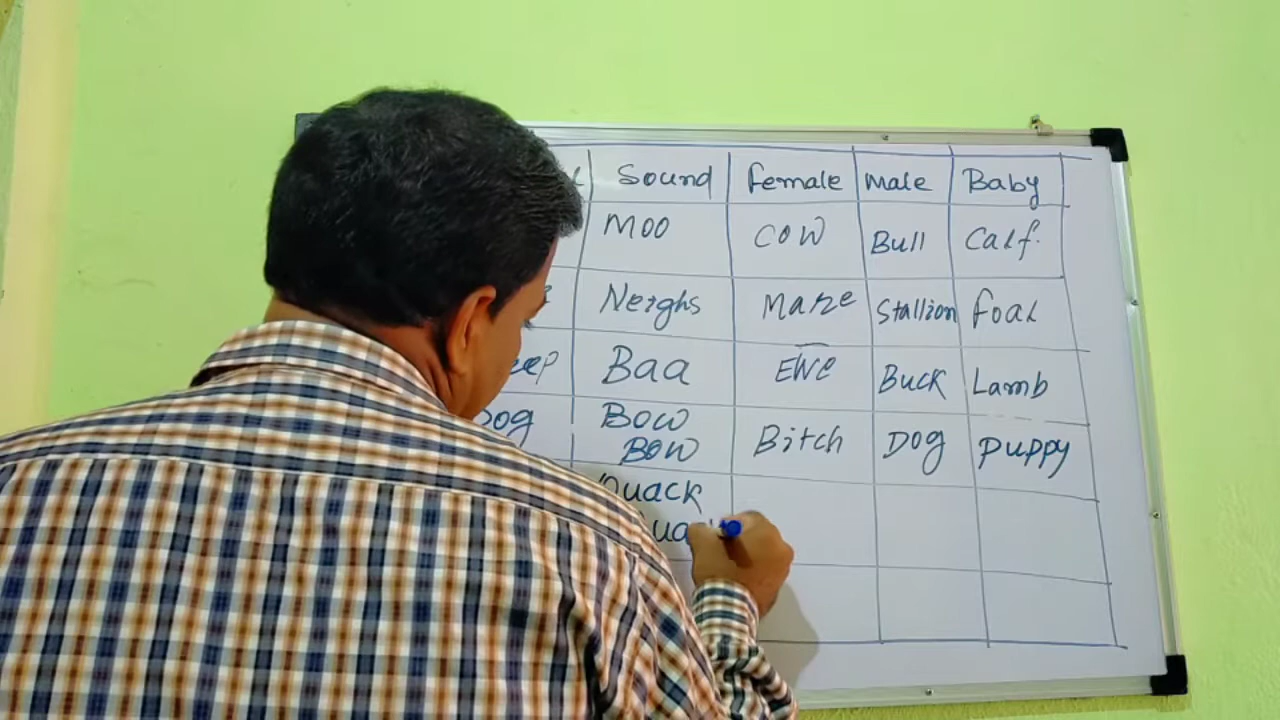 Sound Female Male Baby
Moo COW Bull Calf.
Neighs Mare Stallion Foal
Baa EWE Buck Lamb
Dog Bow Bow Bitch Dog Puppy
Quack